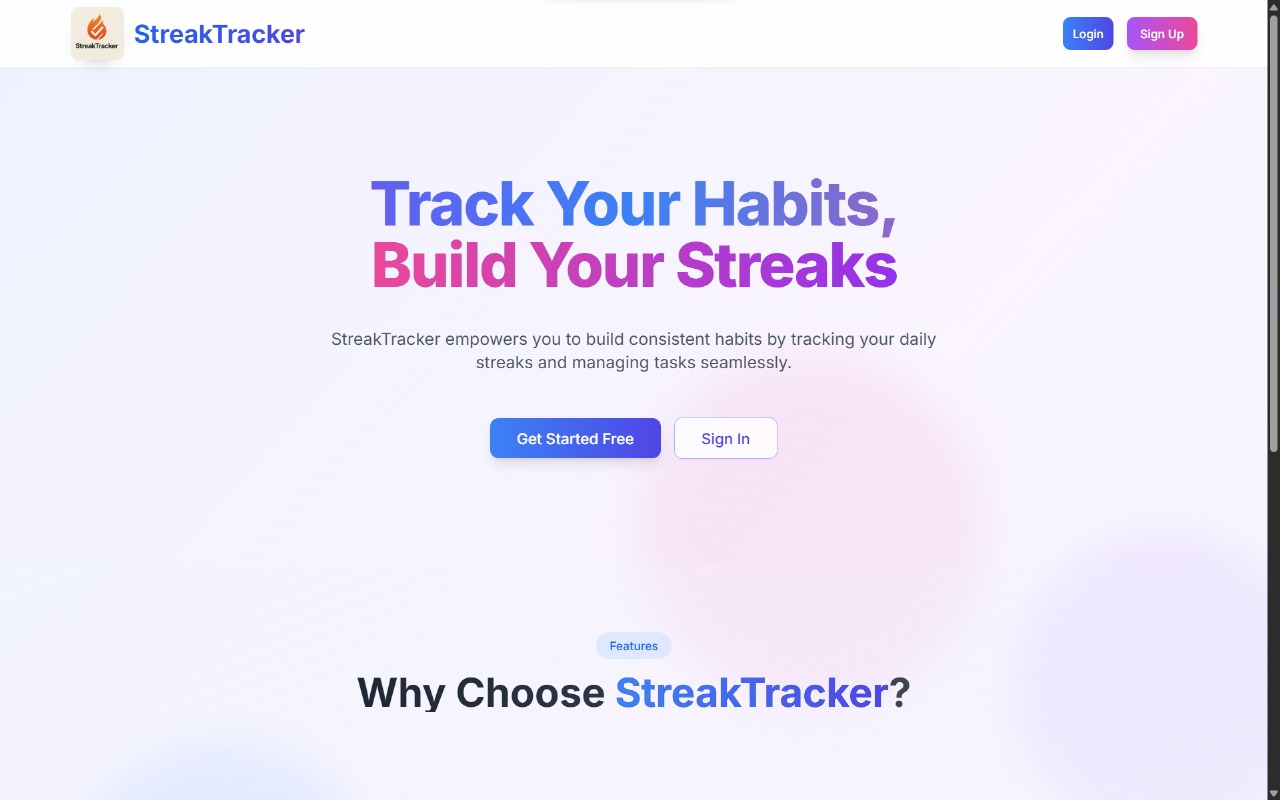 StreakTracker
StreakTracker
Login
Sign Up
Track Your Habits,
Build Your Streaks
StreakTracker empowers you to build consistent habits by tracking your daily
streaks and managing tasks seamlessly.
Get Started Free
Sign In
Features
Why Choose StreakTracker?